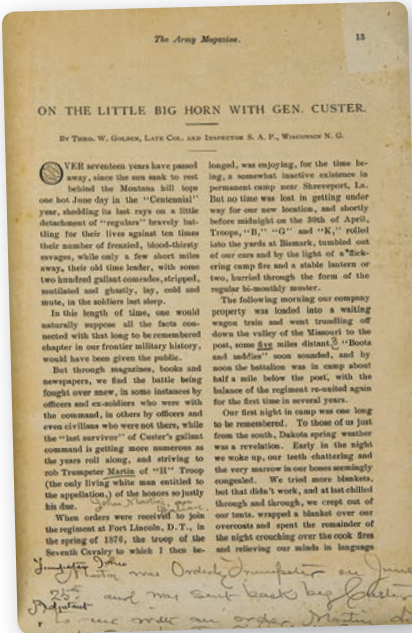 The Army Magazine.
13
ON THE LITTLE BIG HORN WITH GEN. CUSTER.
BY THEO. W. GOLDIN, LATE COL. AND INSPECTOR S. A. P., WISCONSIN N. G.
OVER seventeen years have passed
away, since the sun sank to rest
behind the Montana hill tops
one hot June day in the "Centennial"
year, shedding its last rays on a little
detachment of "regulars" bravely bat-
tling for their lives against ten times
their number of frenzied, blood-thirsty
savages, while only a few short miles
away, their old time leader, with some
two hundred gallant comrades, stripped,
mutilated and ghastly, lay, cold and
mute, in the soldiers last sleep.
In this length of time, one would
naturally suppose all the facts con-
nected with that long to be remembered
chapter in our frontier military history,
would have been given the public.
But through magazines, books and
newspapers, we find the battle being
fought over anew, in some instances by
officers and ex-soldiers who were with
the command, in others by officers and
even civilians who were not there, while
the "last survivor" of Custer's gallant
command is getting more numerous as
the years roll along, and striving to
rob Trumpeter Martin of "H" Troop
(the only living white man entitled to
the appellation,) of the honors so justly
his due.
John Martin
When orders were received to join
the regiment at Fort Lincoln, D. T., in
the spring of 1876, the troop of the
Seventh Cavalry to which I then be-
longed, was enjoying, for the time be-
ing, a somewhat inactive existence in
permanent camp near Shreveport, La.
But no time was lost in getting under
way for our new location, and shortly
before midnight on the 30th of April,
Troops, "B," "G" and "K," rolled
into the yards at Bismark, tumbled out
of our cars and by the light of a flick-
ering camp fire and a stable lantern or
two, hurried through the form of the
regular bi-monthly muster.
The following morning our company
property was loaded into a waiting
wagon train and went trundling off
down the valley of the Missouri to the
post, some five miles distant. "Boots
and saddles" soon sounded, and by
noon the battalion was in camp about
half a mile below the post, with the
balance of the regiment re-united again
for the first time in several years.
Our first night in camp was one long
to be remembered. To those of us just
from the south, Dakota spring weather
was a revelation. Early in the night
we woke up, our teeth chattering and
the very marrow in our bones seemingly
congealed. We tried more blankets,
but that didn't work, and at last chilled
through and through, we crept out of
our tents, wrapped a blanket over our
overcoats and spent the remainder of
the night crouching over the cook fires
and relieving our minds in language
Trumpeter John
Martin was Orderly Trumpeter on June
25th and was sent back by Custer
Adjutant
to me with an order. Martin